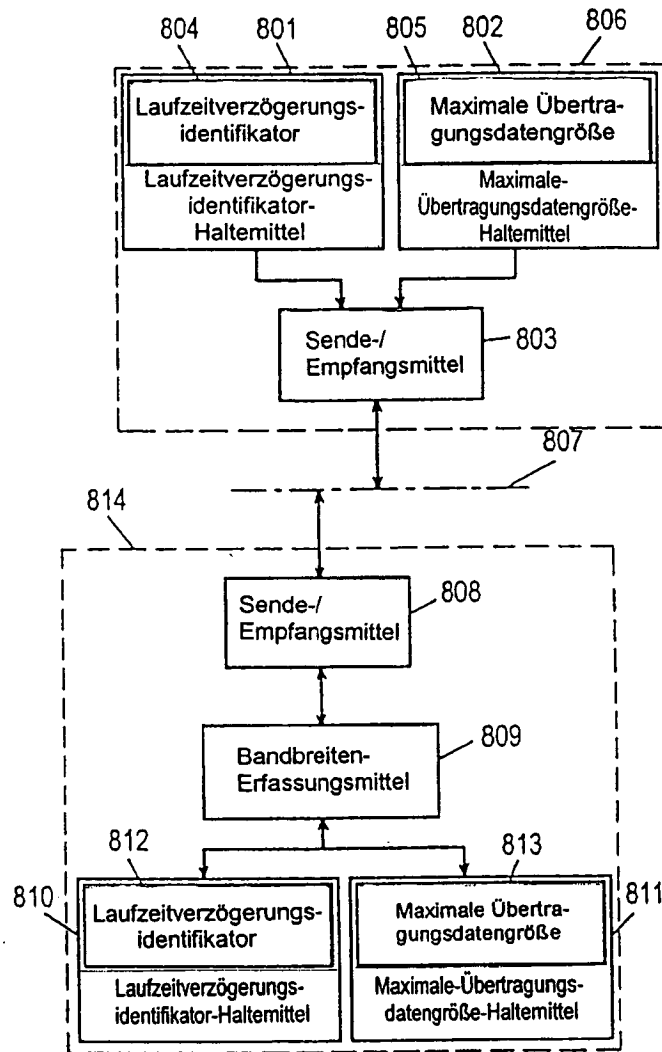 804 801 805 802 806
Laufzeitverzögerungs-
identifikator
Laufzeitverzögerungs-
identifikator-
Haltemittel
Maximale Übertra-
gungsdatengröße
Maximale-
Übertragungsdatengröße-
Haltemittel
Sende-/
Empfangsmittel
803
807
814
Sende-/
Empfangsmittel
808
Bandbreiten-
Erfassungsmittel
809
812
813
810
811
Laufzeitverzögerungs-
identifikator
Laufzeitverzögerungs-
identifikator-Haltemittel
Maximale Übertra-
gungsdatengröße
Maximale-Übertragungs-
datengröße-Haltemittel